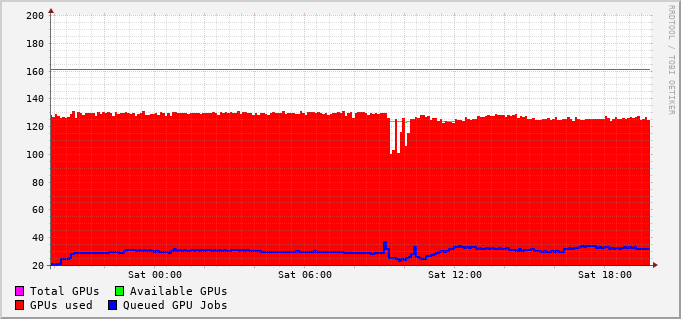 200
180
160
140
120
100
80
60
40
20
Sat 00:00 Sat 06:00 Sat 12:00 Sat 18:00
Total GPUs Available GPUs
GPUs used Queued GPU Jobs
RRDTOOL / TOBI OETIKER